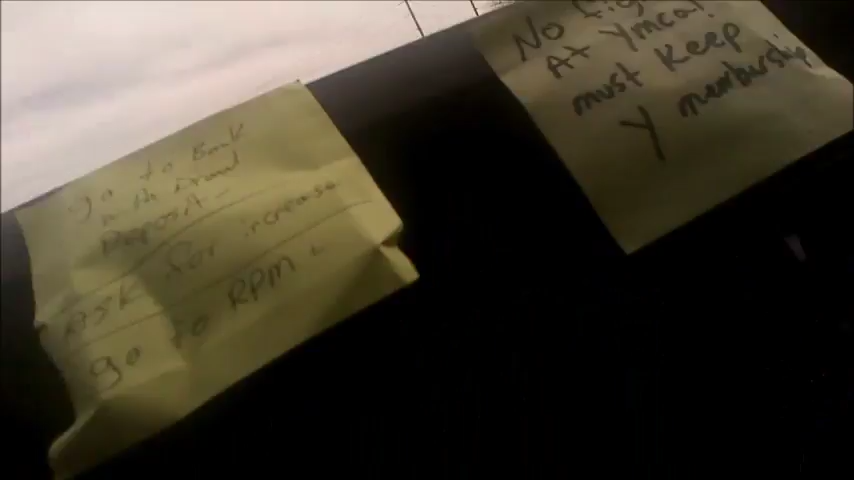 go to Bank
Deposit
ASK for increase
go to RPM
No
At Ymca!
must keep
Y membership